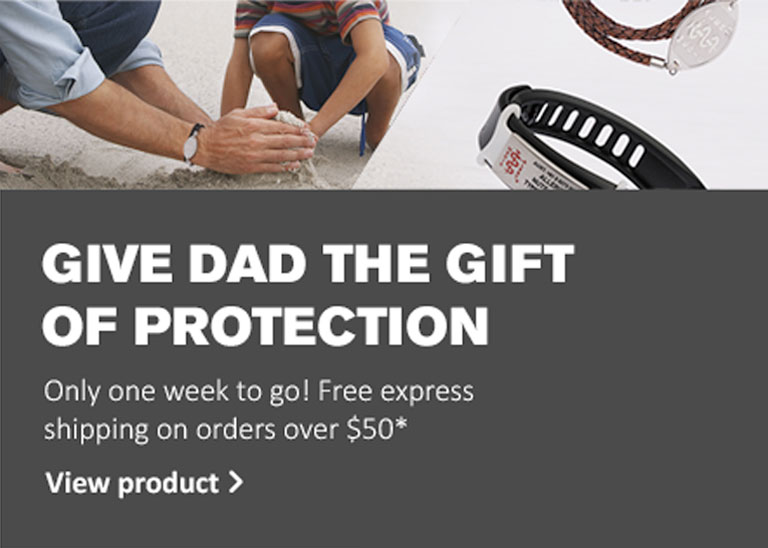 GIVE DAD THE GIFT
OF PROTECTION
Only one week to go! Free express
shipping on orders over $50*
View product